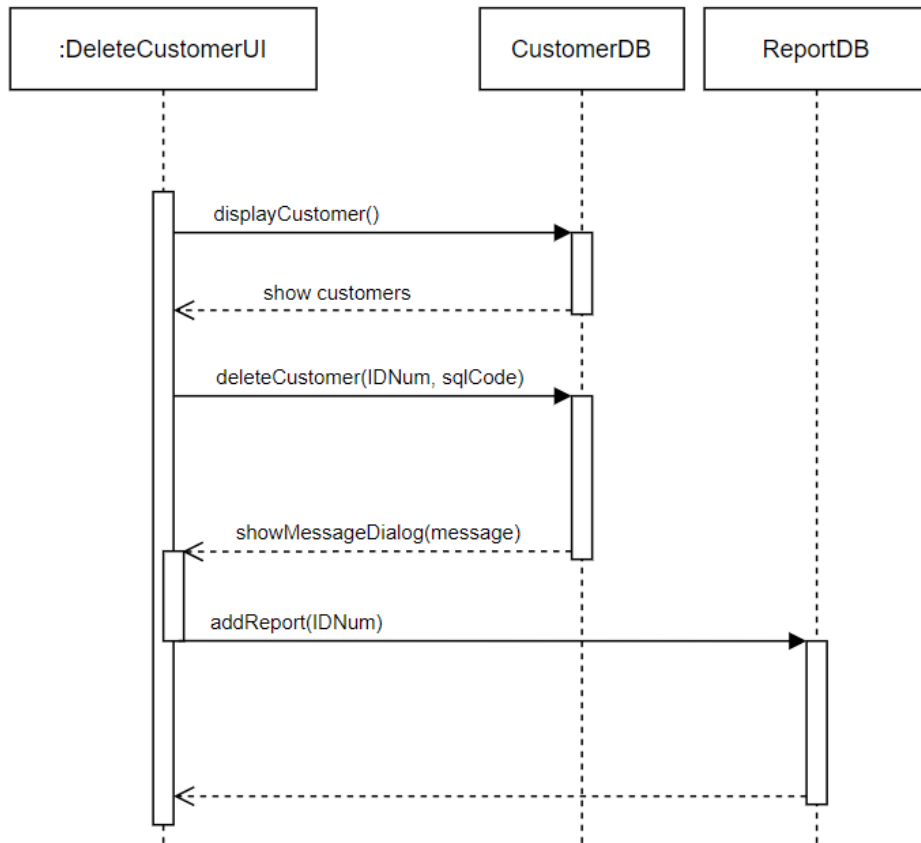 :DeleteCustomerUI
CustomerDB
ReportDB
displayCustomer()
show customers
deleteCustomer(IDNum, sqlCode)
showMessageDialog(message)
addReport(IDNum)